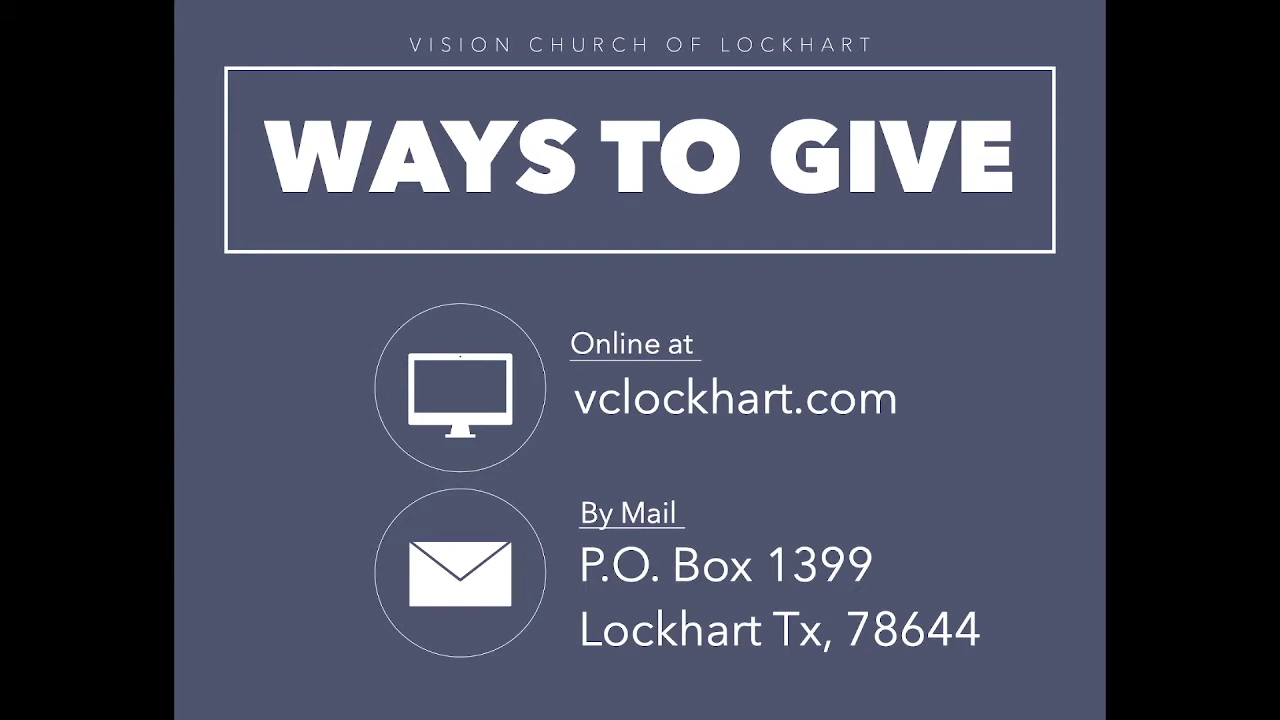 VISION CHURCH OF LOCKHART
WAYS TO GIVE
Online at
vclockhart.com
By Mail
P.O. Box 1399
Lockhart Tx, 78644